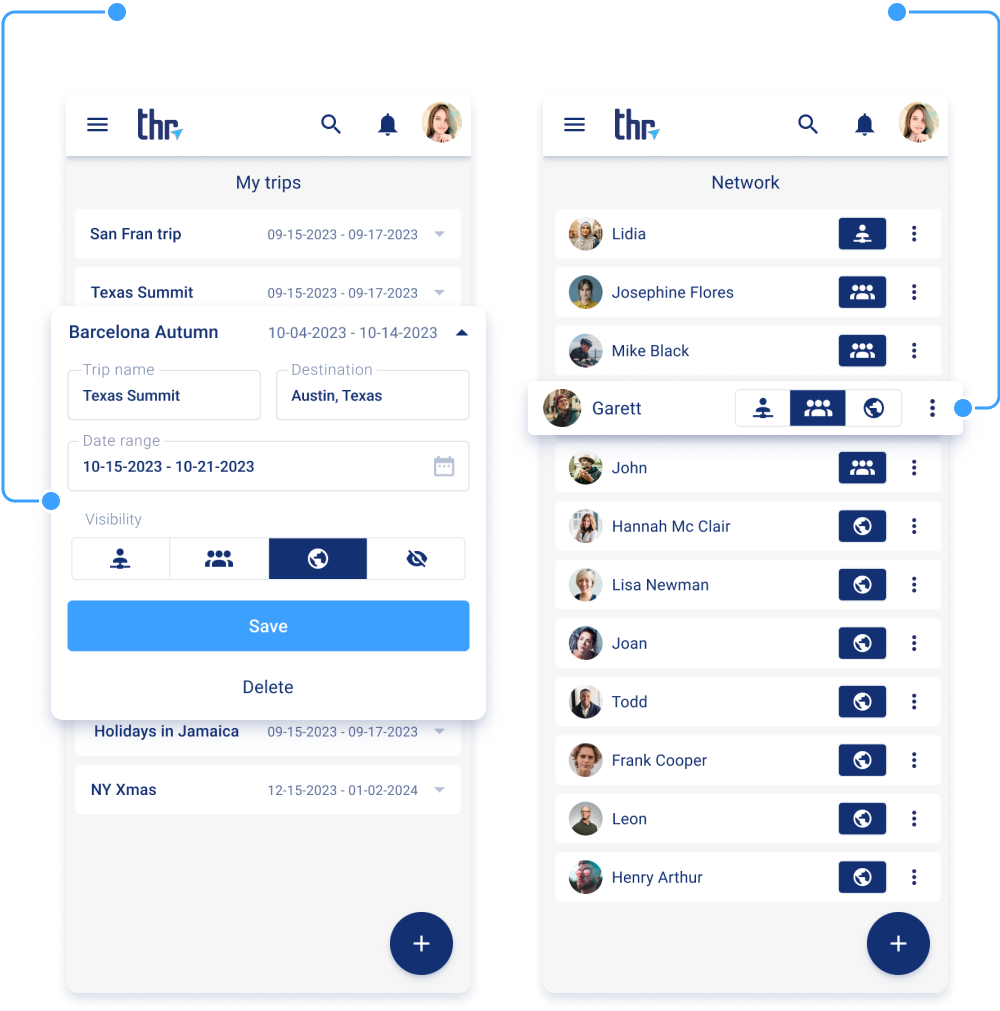 thr
My trips
San Fran trip 09-15-2023 - 09-17-2023
Texas Summit 09-15-2023 - 09-17-2023
Barcelona Autumn 10-04-2023 - 10-14-2023
Trip name Destination
Texas Summit Austin, Texas
Date range
10-15-2023 - 10-21-2023
Visibility
Save
Delete
Holidays in Jamaica 09-15-2023 - 09-17-2023
NY Xmas 12-15-2023 - 01-02-2024
+
thr
Network
Lidia
Josephine Flores
Mike Black
Garett
John
Hannah Mc Clair
Lisa Newman
Joan
Todd
Frank Cooper
Leon
Henry Arthur
+